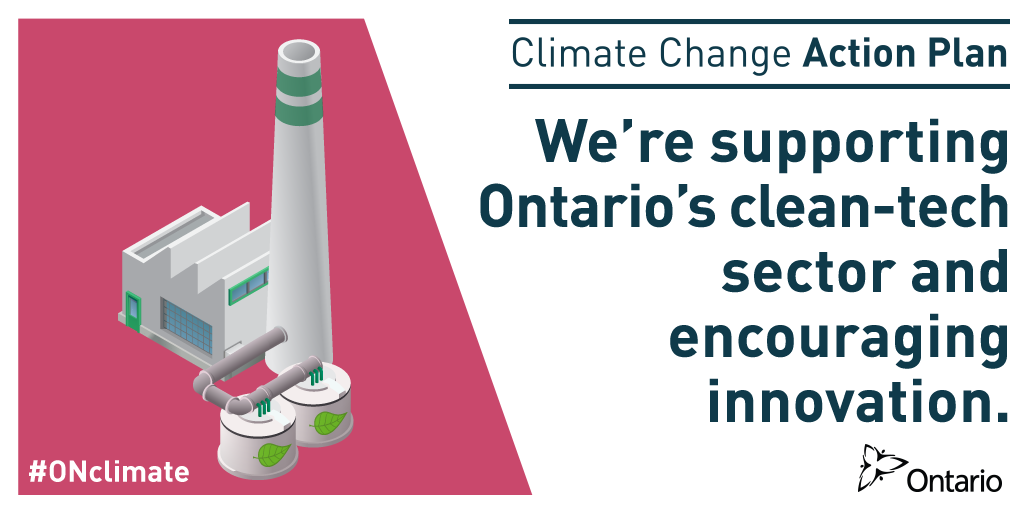 Climate Change Action Plan
We’re supporting
Ontario’s clean-tech
sector and
encouraging
innovation.
#ONclimate
Ontario